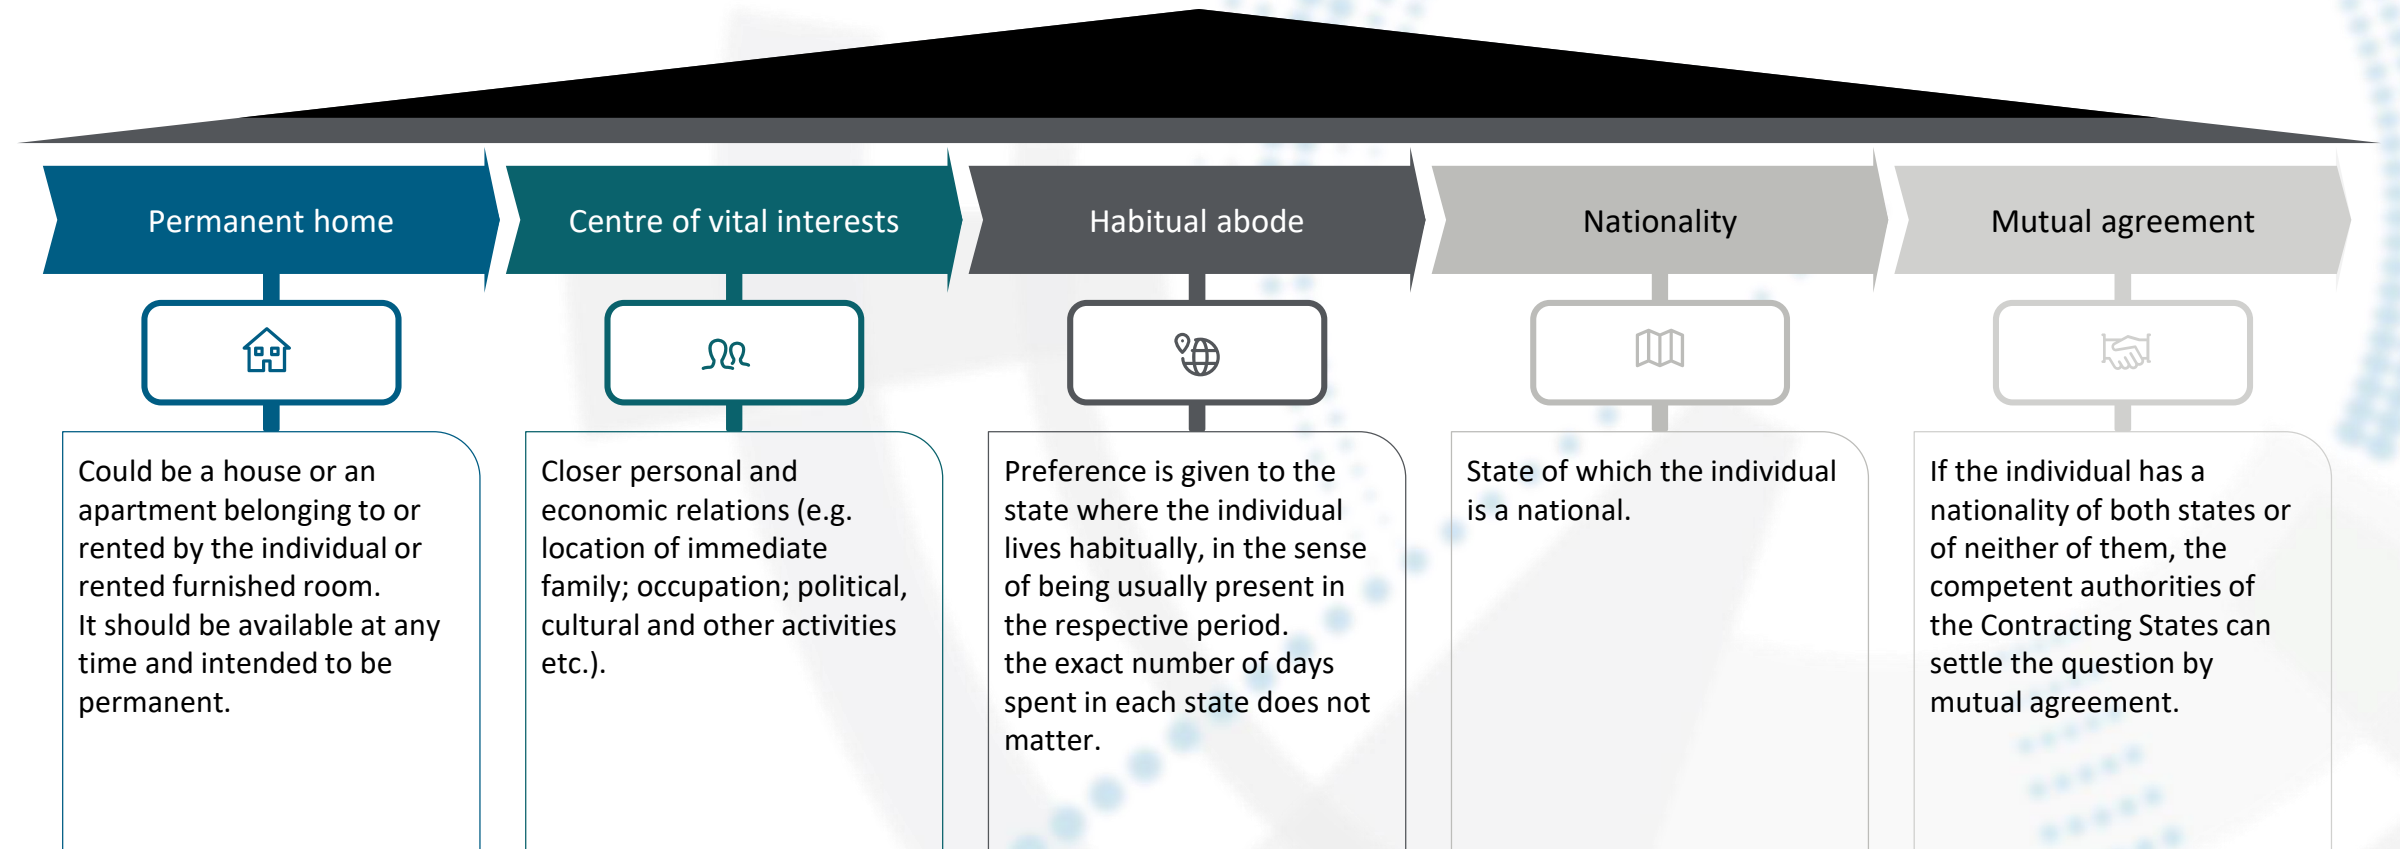 Permanent home
Centre of vital interests
Habitual abode
Nationality
Mutual agreement
Could be a house or an
apartment belonging to or
rented by the individual or
rented furnished room.
It should be available at any
time and intended to be
permanent.
Closer personal and
economic relations (e.g.
location of immediate
family; occupation; political,
cultural and other activities
etc.).
Preference is given to the
state where the individual
lives habitually, in the sense
of being usually present in
the respective period.
the exact number of days
spent in each state does not
matter.
State of which the individual
is a national.
If the individual has a
nationality of both states or
of neither of them, the
competent authorities of
the Contracting States can
settle the question by
mutual agreement.